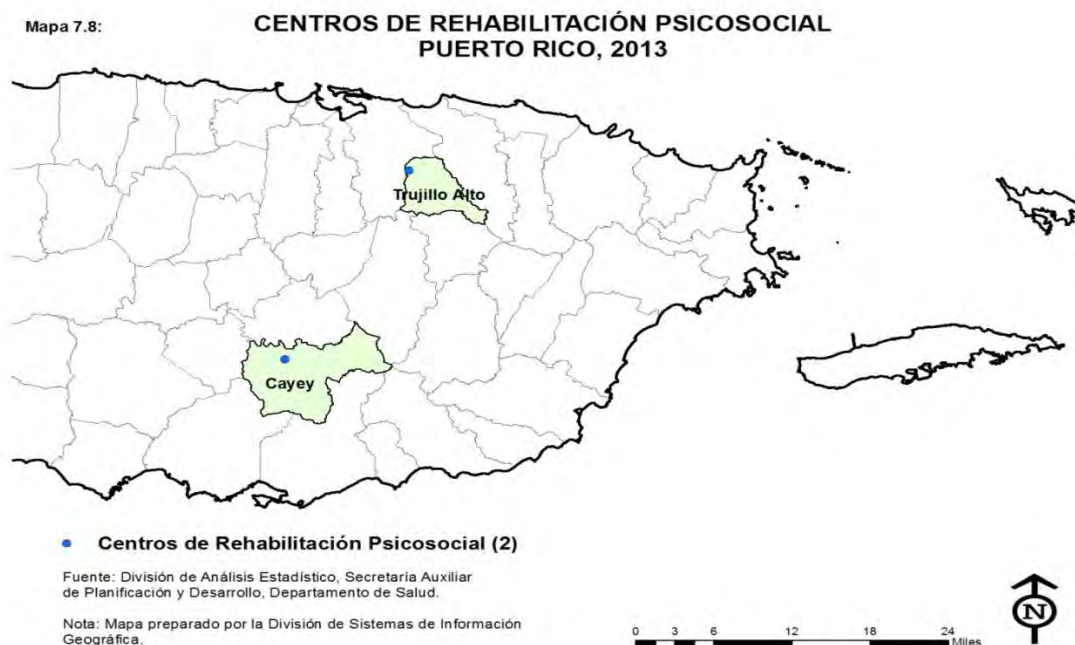 Mapa 7.8:
CENTROS DE REHABILITACIÓN PSICOSOCIAL
PUERTO RICO, 2013
Trujillo Alto
Cayey
Centros de Rehabilitación Psicosocial (2)
Fuente: División de Análisis Estadístico, Secretaría Auxiliar
de Planificación y Desarrollo, Departamento de Salud.
Nota: Mapa preparado por la División de Sistemas de Información
Geográfica.
0 3 6 12 18 24
Miles
N